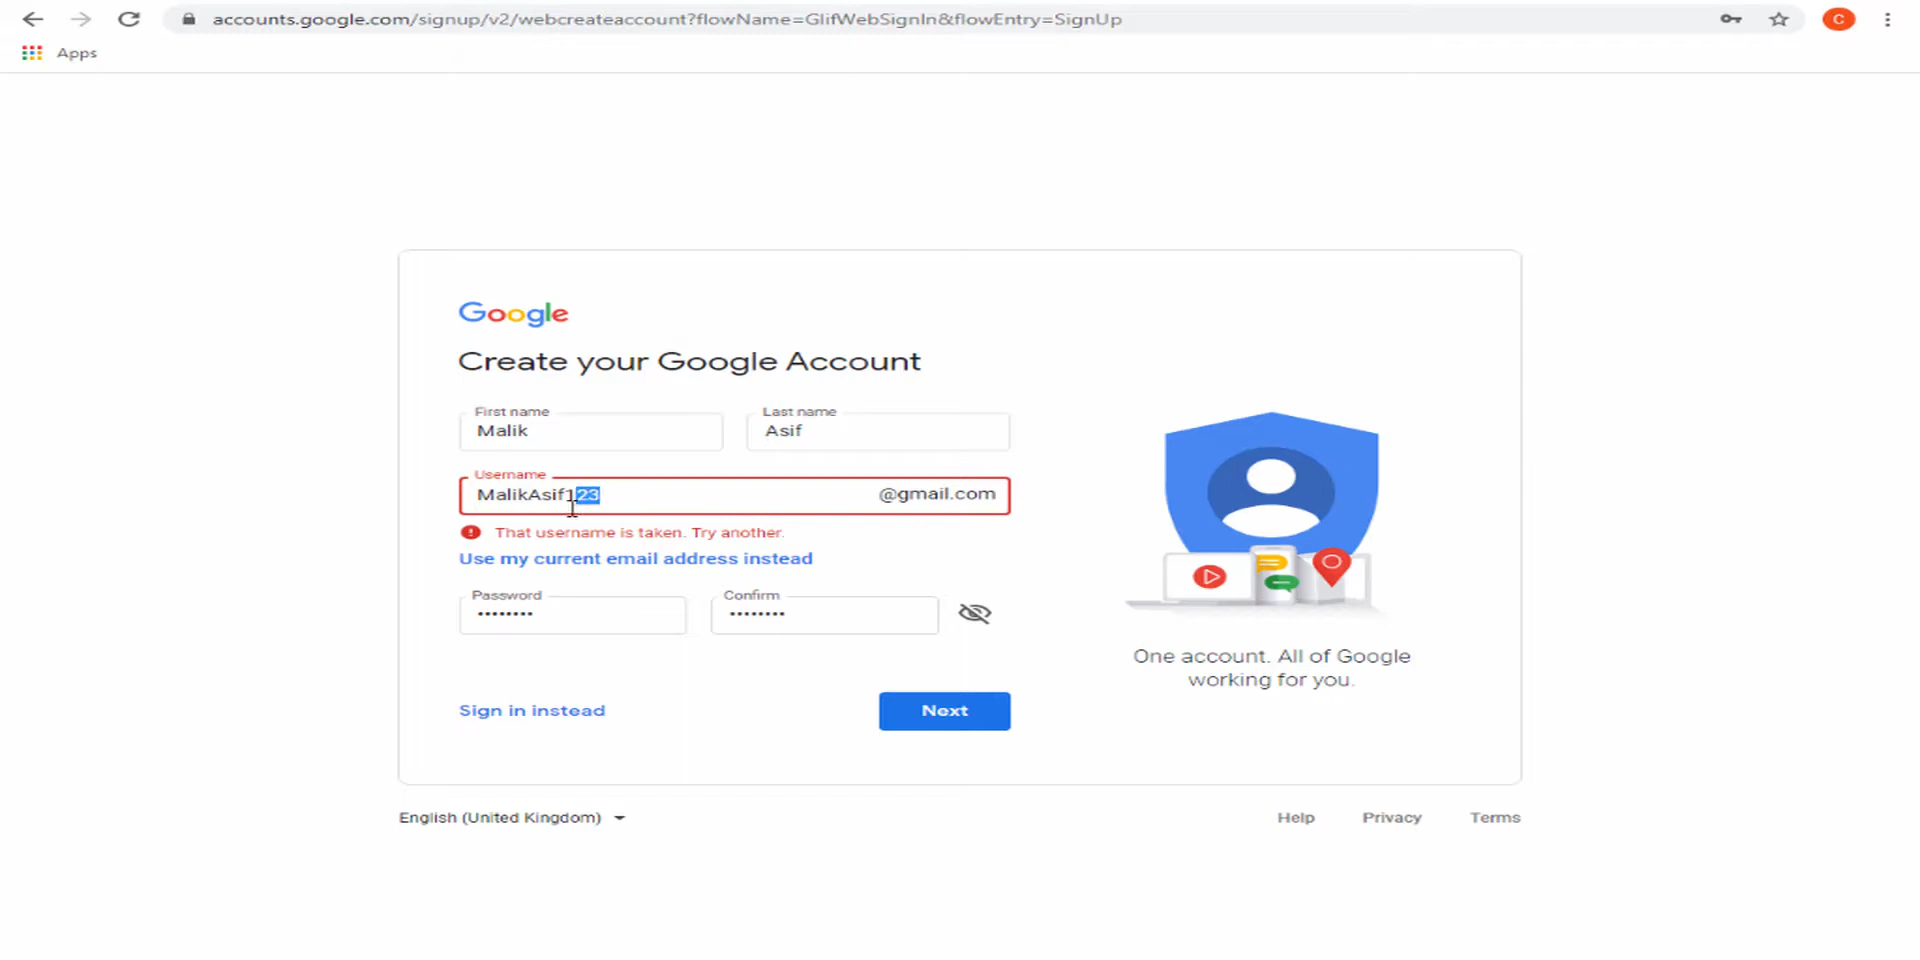 accounts.google.com/signup/v2/webcreateaccount?flowName=GlifWebSignIn&flowEntry=SignUp
C
Apps
Google
Create your Google Account
First name
Last name
Malik
Asif
Username
MalikAsif123
@gmail.com
That username is taken. Try another.
Use my current email address instead
Password
Confirm
••••••••
••••••••
One account. All of Google
working for you.
Sign in instead
Next
English (United Kingdom)
Help
Privacy
Terms